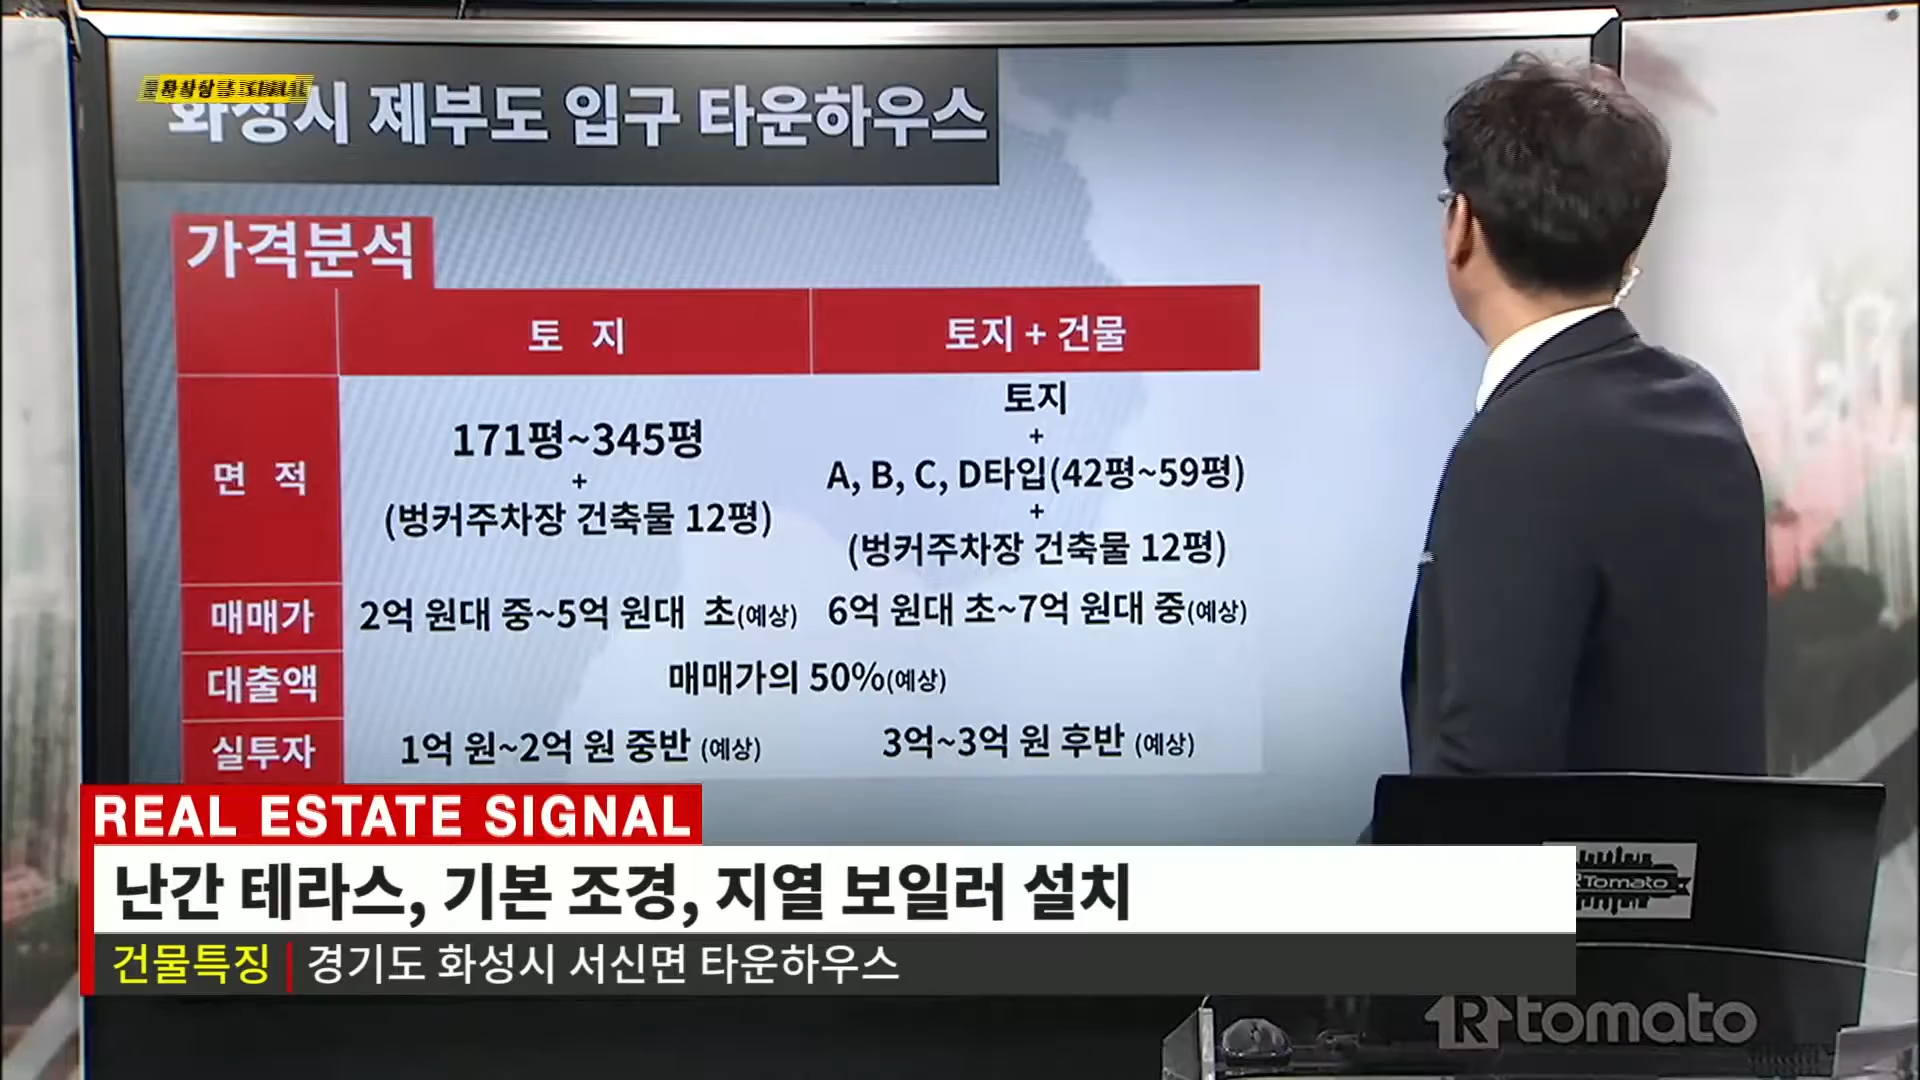 화성시 제부도 입구 타운하우스
가격분석
토 지
토지 + 건물
면 적
171평~345평
+
(벙커주차장 건축물 12평)
토지
+
A, B, C, D타입(42평~59평)
+
(벙커주차장 건축물 12평)
매매가
2억 원대 중~5억 원대 초(예상)
6억 원대 초~7억 원대 중(예상)
대출액
매매가의 50%(예상)
실투자
1억 원~2억 원 중반 (예상)
3억~3억 원 후반 (예상)
REAL ESTATE SIGNAL
난간 테라스, 기본 조경, 지열 보일러 설치
건물특징 | 경기도 화성시 서신면 타운하우스
RTomato
R tomato